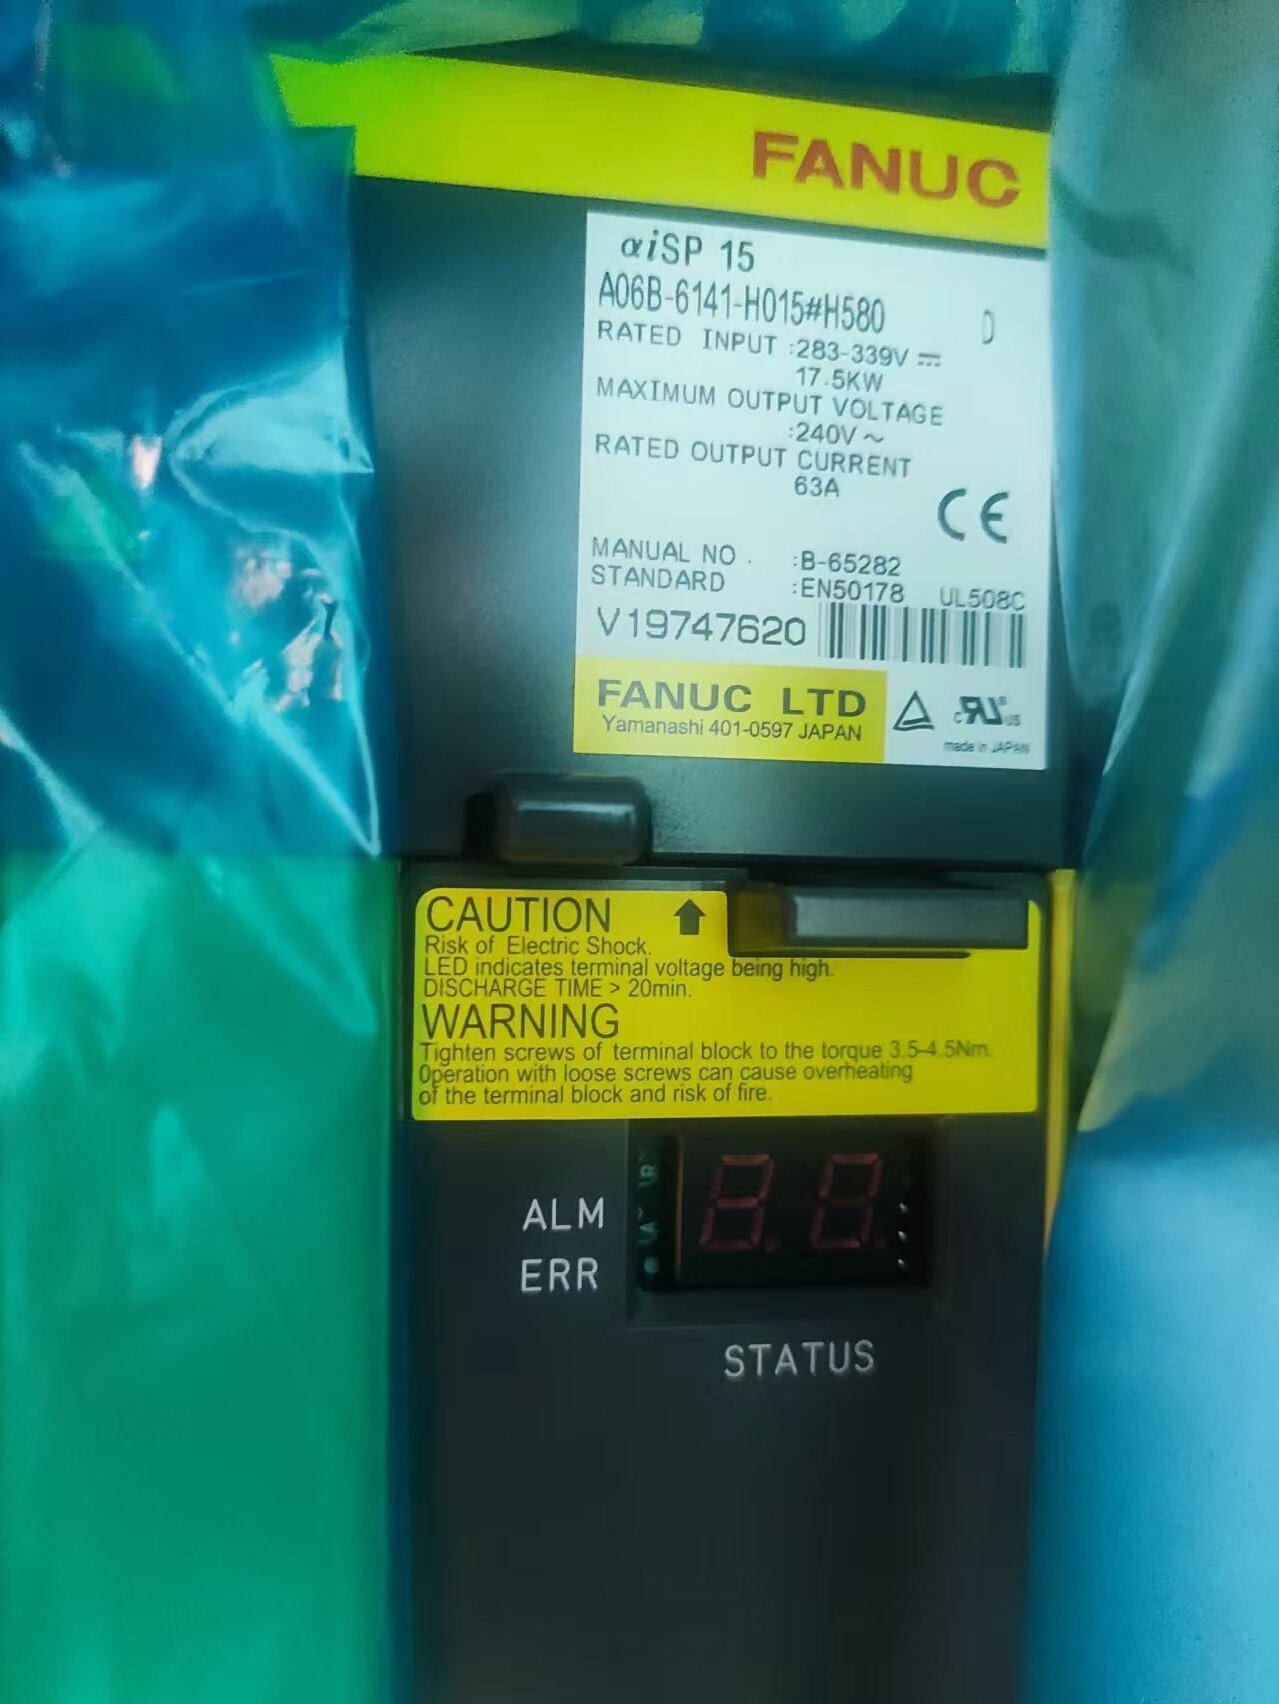 FANUC
αiSP 15
A06B-6141-H015#H580 D
RATED INPUT :283-339V ⎓
17.5KW
MAXIMUM OUTPUT VOLTAGE
:240V ~
RATED OUTPUT CURRENT
63A
CE
MANUAL NO. :B-65282
STANDARD :EN50178 UL508C
V19747620
FANUC LTD
Yamanashi 401-0597 JAPAN
c RU US
made in JAPAN
CAUTION
Risk of Electric Shock.
LED indicates terminal voltage being high.
DISCHARGE TIME > 20min.
WARNING
Tighten screws of terminal block to the torque 3.5-4.5Nm.
Operation with loose screws can cause overheating
of the terminal block and risk of fire.
ALM
ERR
STATUS